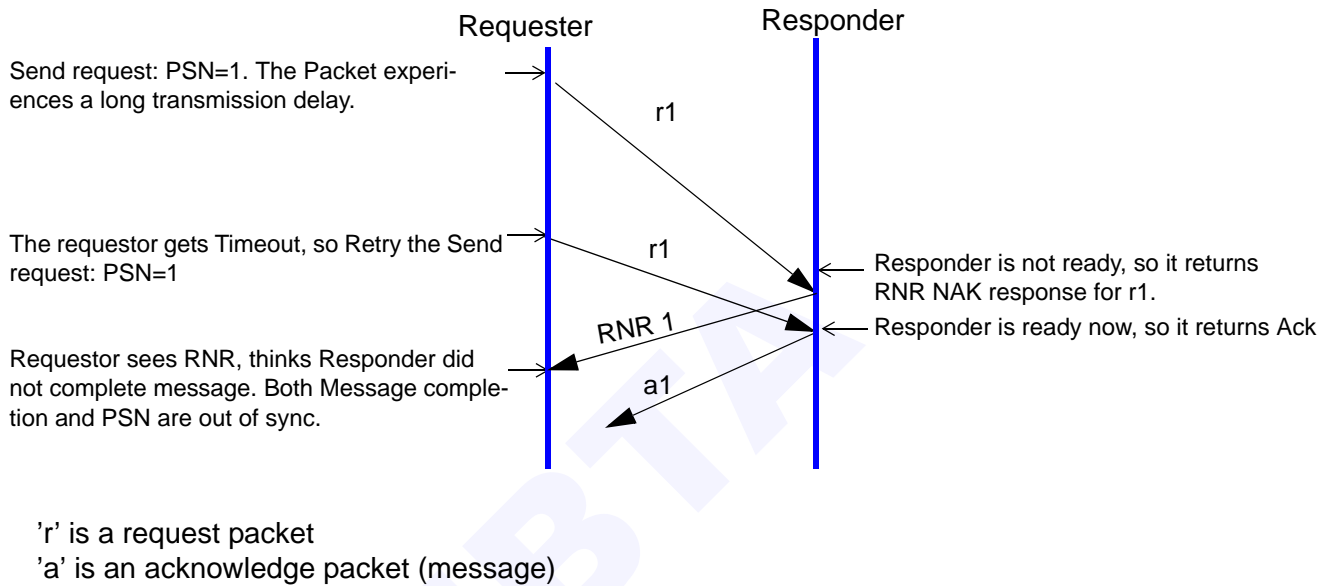 Requester
Responder
Send request: PSN=1. The Packet experi-
ences a long transmission delay.
r1
The requestor gets Timeout, so Retry the Send
request: PSN=1
r1
Responder is not ready, so it returns
RNR NAK response for r1.
RNR 1
Responder is ready now, so it returns Ack
Requestor sees RNR, thinks Responder did
not complete message. Both Message comple-
tion and PSN are out of sync.
a1
’r’ is a request packet
’a’ is an acknowledge packet (message)
BTA